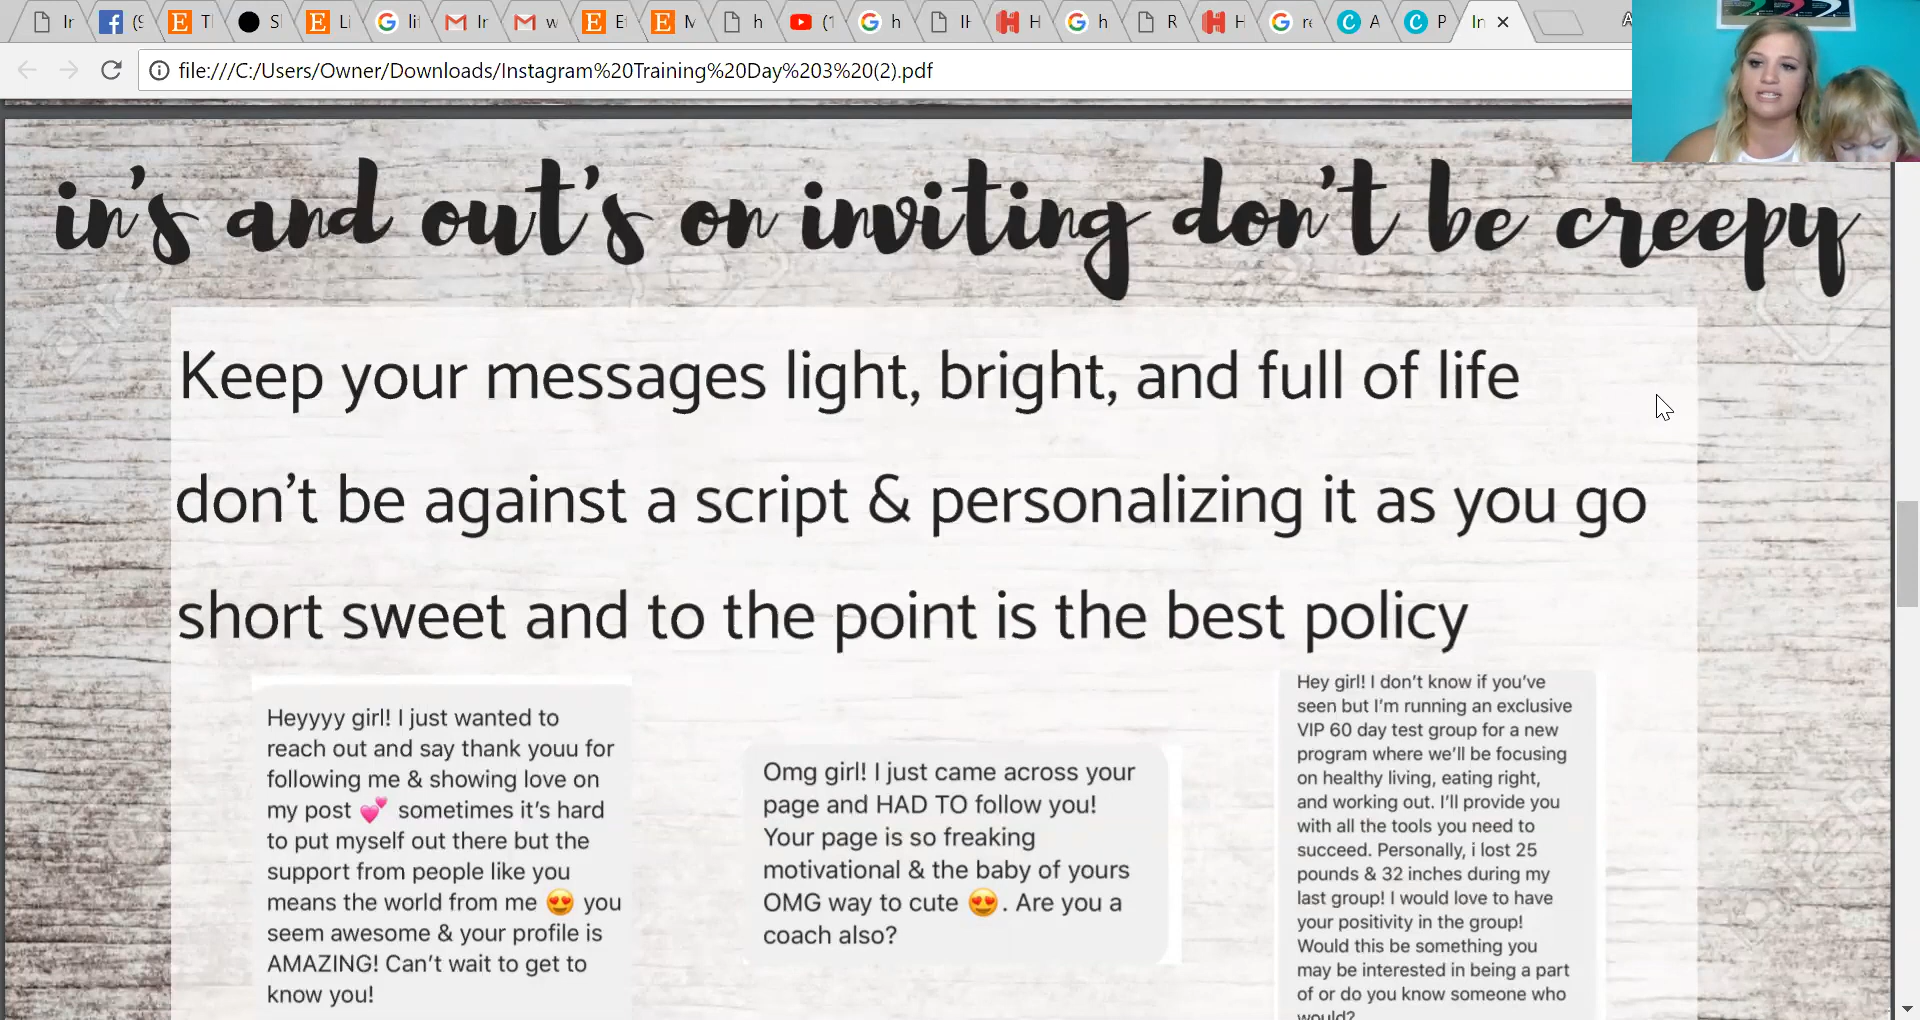 Ir
(9
T
S
Li
G lit
Ir
w
E E
E M
h
(1
G h
IH
H H
G h
R
H H
G re
C A
C P
In
file:///C:/Users/Owner/Downloads/Instagram%20Training%20Day%203%20(2).pdf
in's and out's on inviting don't be creepy
Keep your messages light, bright, and full of life
don't be against a script & personalizing it as you go
short sweet and to the point is the best policy
Heyyyy girl! I just wanted to
reach out and say thank youu for
following me & showing love on
my post 💕 sometimes it's hard
to put myself out there but the
support from people like you
means the world from me 😍 you
seem awesome & your profile is
AMAZING! Can't wait to get to
know you!
Omg girl! I just came across your
page and HAD TO follow you!
Your page is so freaking
motivational & the baby of yours
OMG way to cute 😍. Are you a
coach also?
Hey girl! I don't know if you've
seen but I'm running an exclusive
VIP 60 day test group for a new
program where we'll be focusing
on healthy living, eating right,
and working out. I'll provide you
with all the tools you need to
succeed. Personally, i lost 25
pounds & 32 inches during my
last group! I would love to have
your positivity in the group!
Would this be something you
may be interested in being a part
of or do you know someone who
would?